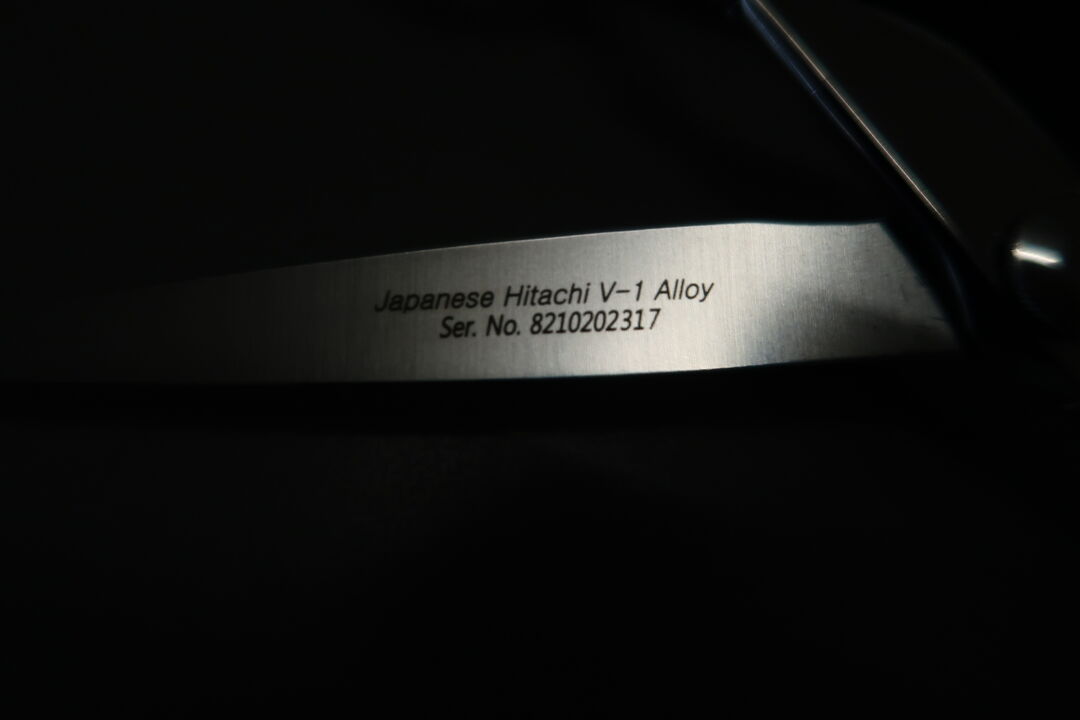 Japanese Hitachi V-1 Alloy
Ser. No. 8210202317